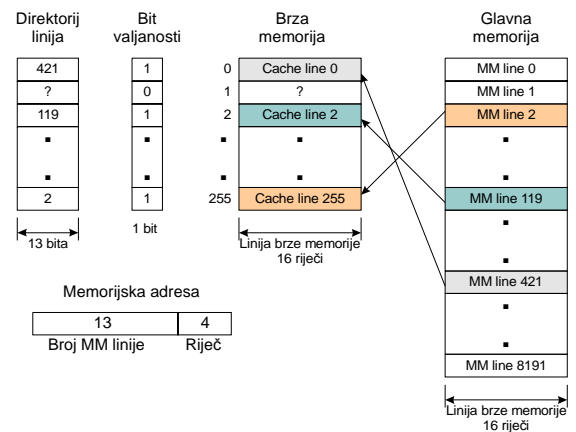 Direktorij
linija
Bit
valjanosti
Brza
memorija
Glavna
memorija
421
1
0
Cache line 0
MM line 0
?
0
1
?
MM line 1
119
1
2
Cache line 2
MM line 2
2
1
255
Cache line 255
MM line 119
13 bita
1 bit
Linija brze memorije
16 riječi
MM line 421
Memorijska adresa
13
4
Broj MM linije
Riječ
MM line 8191
Linija brze memorije
16 riječi